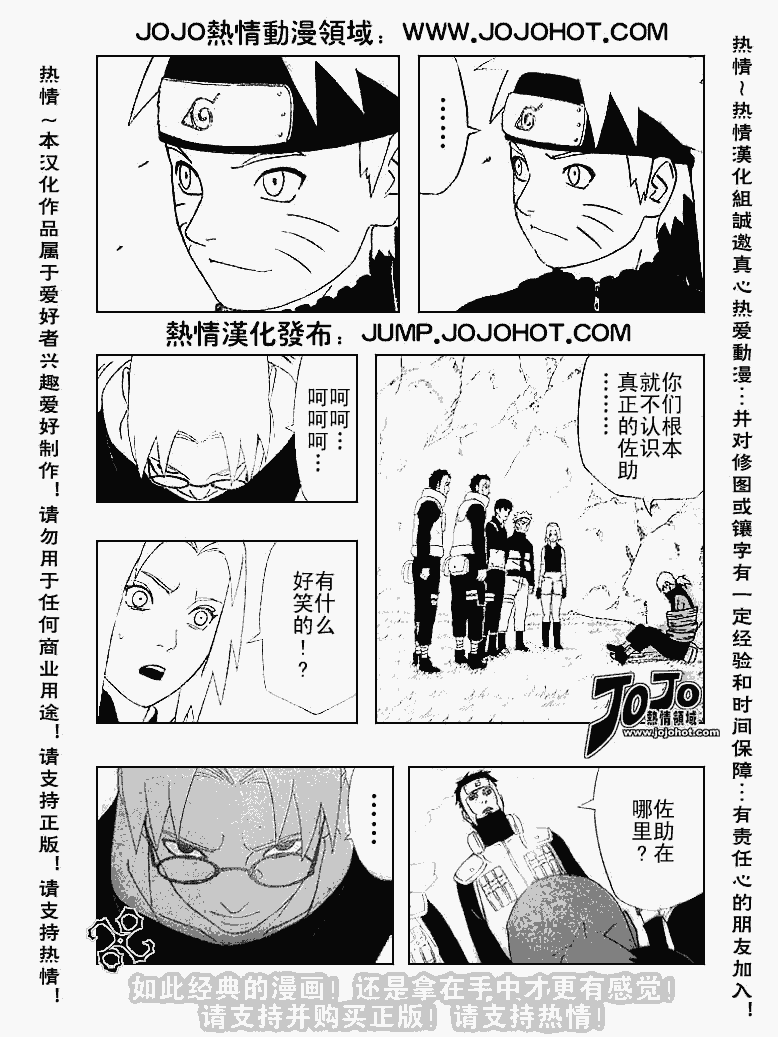 JOJO熱情動漫領域：WWW.JOJOHOT.COM
热情～本汉化作品属于爱好者兴趣爱好制作！请勿用于任何商业用途！请支持正版！请支持热情！
热情~热情漢化組誠邀真心热爱動漫…并对修图或镶字有一定经验和时间保障…有责任心的朋友加入！
……
熱情漢化發布：JUMP.JOJOHOT.COM
你们根本
就不认识
真正的佐助
………
呵呵…
呵呵呵…
有什么
好笑的！？
JOJO
熱情領域
www.jojohot.com
佐助在
哪里？
……
如此经典的漫画！还是拿在手中才更有感觉！
请支持并购买正版！请支持热情！